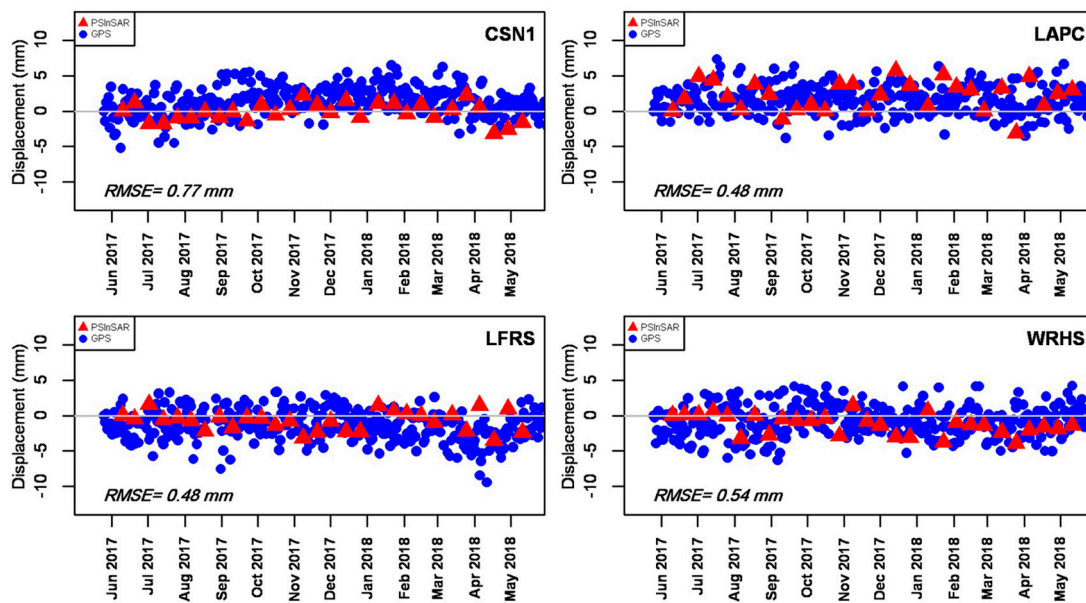 PSInSAR
GPS
CSN1
Displacement (mm)
10
5
0
-5
-10
RMSE= 0.77 mm
Jun 2017
Jul 2017
Aug 2017
Sep 2017
Oct 2017
Nov 2017
Dec 2017
Jan 2018
Feb 2018
Mar 2018
Apr 2018
May 2018
PSInSAR
GPS
LAPC
Displacement (mm)
10
5
0
-5
-10
RMSE= 0.48 mm
Jun 2017
Jul 2017
Aug 2017
Sep 2017
Oct 2017
Nov 2017
Dec 2017
Jan 2018
Feb 2018
Mar 2018
Apr 2018
May 2018
PSInSAR
GPS
LFRS
Displacement (mm)
10
5
0
-5
-10
RMSE= 0.48 mm
Jun 2017
Jul 2017
Aug 2017
Sep 2017
Oct 2017
Nov 2017
Dec 2017
Jan 2018
Feb 2018
Mar 2018
Apr 2018
May 2018
PSInSAR
GPS
WRHS
Displacement (mm)
10
5
0
-5
-10
RMSE= 0.54 mm
Jun 2017
Jul 2017
Aug 2017
Sep 2017
Oct 2017
Nov 2017
Dec 2017
Jan 2018
Feb 2018
Mar 2018
Apr 2018
May 2018